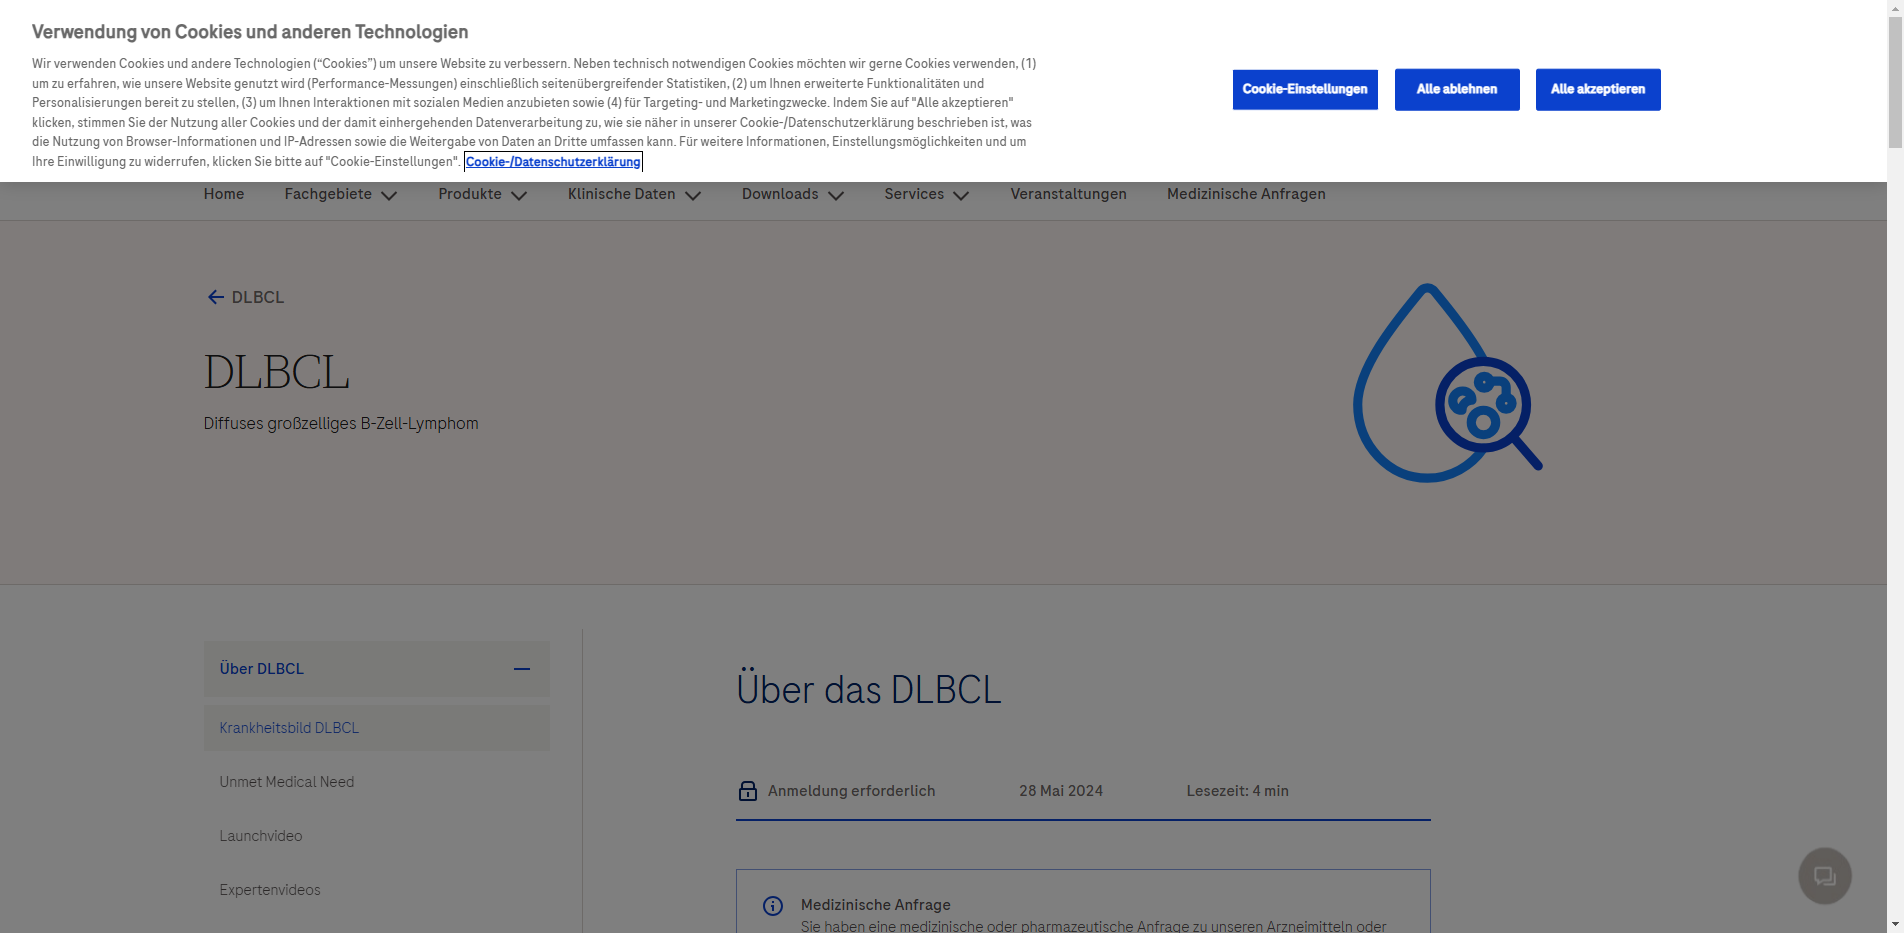 Verwendung von Cookies und anderen Technologien
Wir verwenden Cookies und andere Technologien (“Cookies”) um unsere Website zu verbessern. Neben technisch notwendigen Cookies möchten wir gerne Cookies verwenden, (1)
um zu erfahren, wie unsere Website genutzt wird (Performance-Messungen) einschließlich seitenübergreifender Statistiken, (2) um Ihnen erweiterte Funktionalitäten und
Personalisierungen bereit zu stellen, (3) um Ihnen Interaktionen mit sozialen Medien anzubieten sowie (4) für Targeting- und Marketingzwecke. Indem Sie auf "Alle akzeptieren"
klicken, stimmen Sie der Nutzung aller Cookies und der damit einhergehenden Datenverarbeitung zu, wie sie näher in unserer Cookie-/Datenschutzerklärung beschrieben ist, was
die Nutzung von Browser-Informationen und IP-Adressen sowie die Weitergabe von Daten an Dritte umfassen kann. Für weitere Informationen, Einstellungsmöglichkeiten und um
Ihre Einwilligung zu widerrufen, klicken Sie bitte auf "Cookie-Einstellungen". Cookie-/Datenschutzerklärung
Cookie-Einstellungen
Alle ablehnen
Alle akzeptieren
Home Fachgebiete Produkte Klinische Daten Downloads Services Veranstaltungen Medizinische Anfragen
DLBCL
DLBCL
Diffuses großzelliges B-Zell-Lymphom
Über DLBCL
Krankheitsbild DLBCL
Unmet Medical Need
Launchvideo
Expertenvideos
Über das DLBCL
Anmeldung erforderlich 28 Mai 2024 Lesezeit: 4 min
Medizinische Anfrage
Sie haben eine medizinische oder pharmazeutische Anfrage zu unseren Arzneimitteln oder